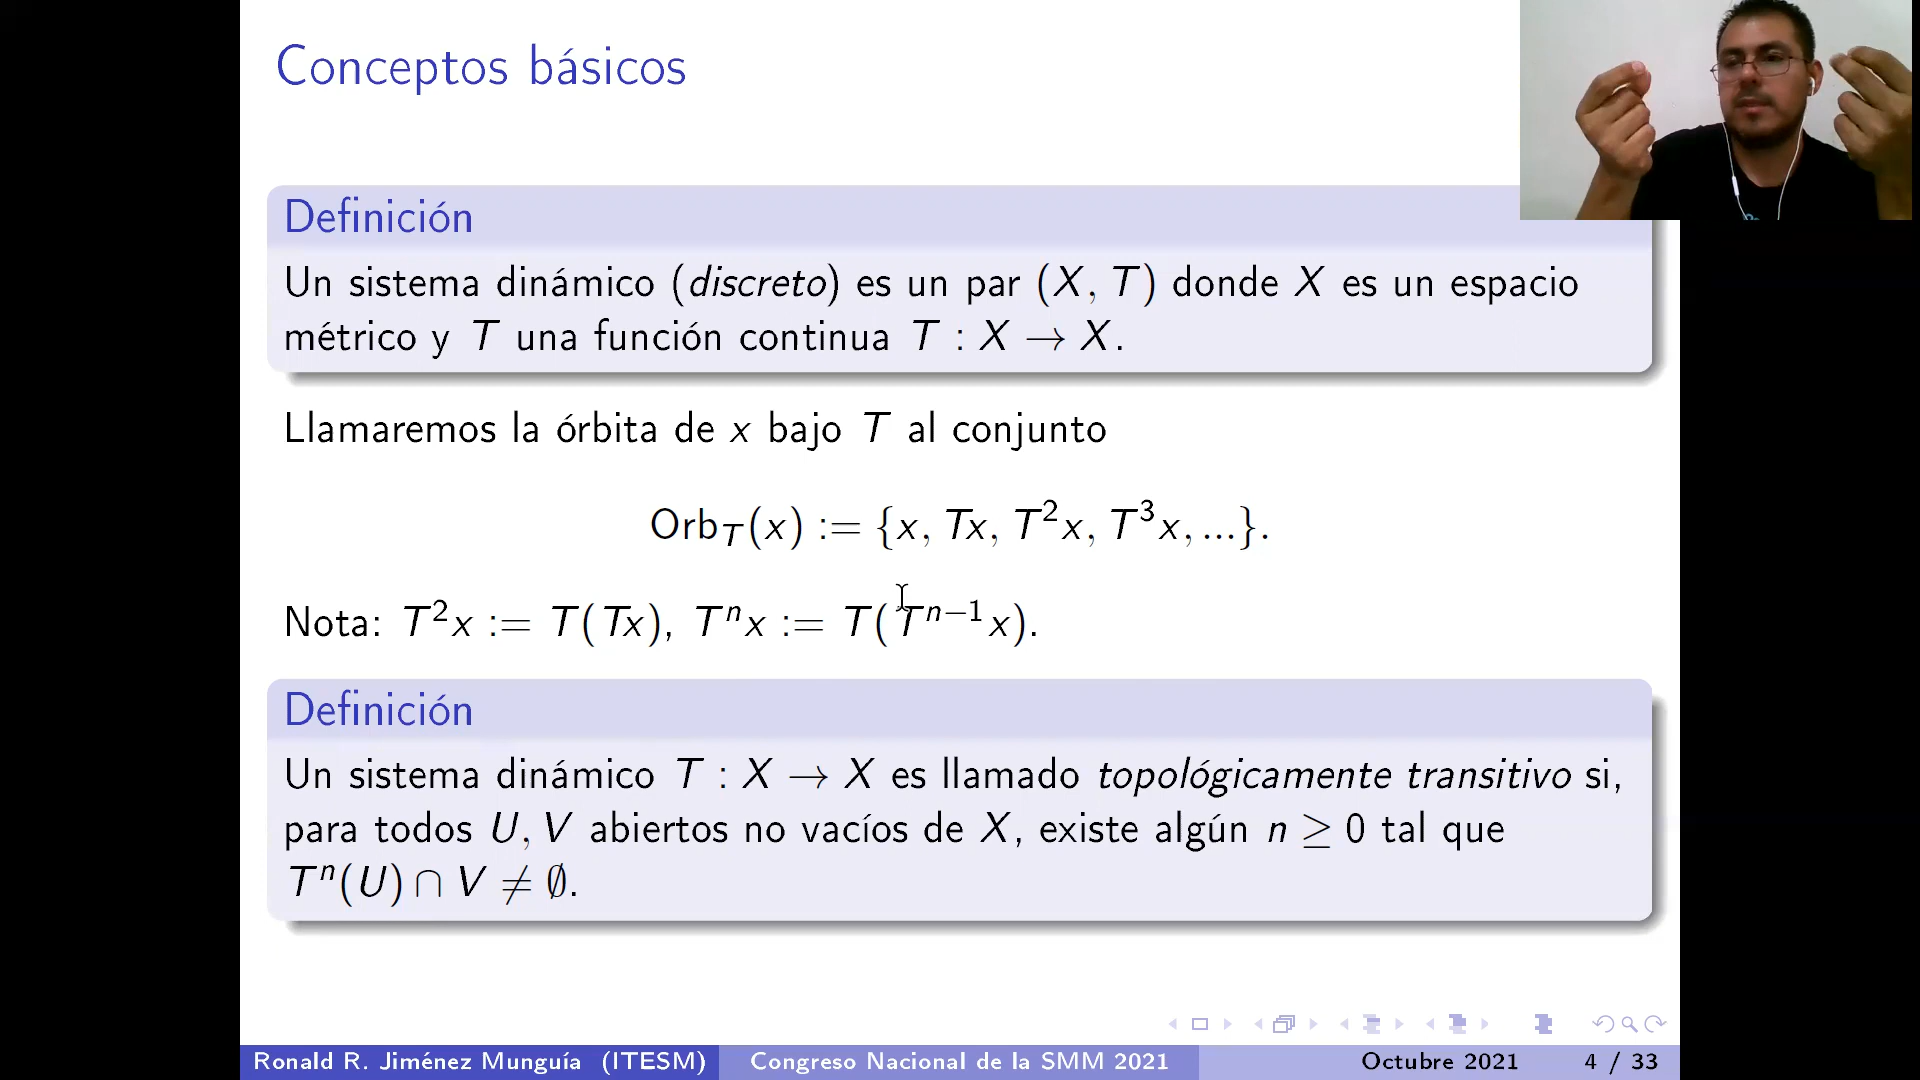 Conceptos básicos
Definición
Un sistema dinámico (discreto) es un par (X, T) donde X es un espacio
métrico y T una función continua T : X → X.
Llamaremos la órbita de x bajo T al conjunto
Orb_T(x) := {x, Tx, T²x, T³x, ...}.
Nota: T²x := T(Tx), Tⁿx := T(Tⁿ⁻¹x).
Definición
Un sistema dinámico T : X → X es llamado topológicamente transitivo si,
para todos U, V abiertos no vacíos de X, existe algún n ≥ 0 tal que
Tⁿ(U) ∩ V ≠ ∅.
Ronald R. Jiménez Munguía (ITESM) Congreso Nacional de la SMM 2021 Octubre 2021 4 / 33